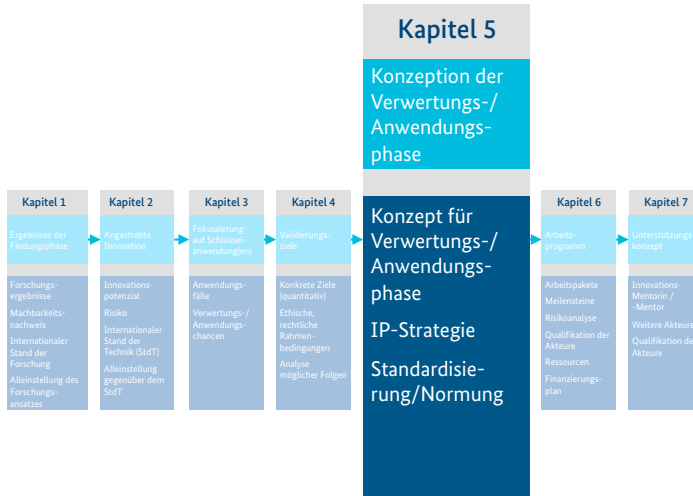 Kapitel 1
Ergebnisse der
Findungsphase
Forschungs-
ergebnisse
Machbarkeits-
nachweis
Internationaler
Stand der
Forschung
Alleinstellung des
Forschungs-
ansatzes
Kapitel 2
Angestrebte
Innovation
Innovations-
potenzial
Risiko
Internationaler
Stand der
Technik (StdT)
Alleinstellung
gegenüber dem
StdT
Kapitel 3
Fokussierung
auf Schlüssel-
anwendung(en)
Anwendungs-
fälle
Verwertungs-/
Anwendungs-
chancen
Kapitel 4
Validierungs-
ziele
Konkrete Ziele
(quantitativ)
Ethische,
rechtliche
Rahmen-
bedingungen
Analyse
möglicher Folgen
Kapitel 5
Konzeption der
Verwertungs-/
Anwendungs-
phase
Konzept für
Verwertungs-/
Anwendungs-
phase
IP-Strategie
Standardisie-
rung/Normung
Kapitel 6
Arbeits-
programm
Arbeitspakete
Meilensteine
Risikoanalyse
Qualifikation der
Akteure
Ressourcen
Finanzierungs-
plan
Kapitel 7
Unterstützungs-
konzept
Innovations-
Mentorin /
-Mentor
Weitere Akteure
Qualifikation der
Akteure